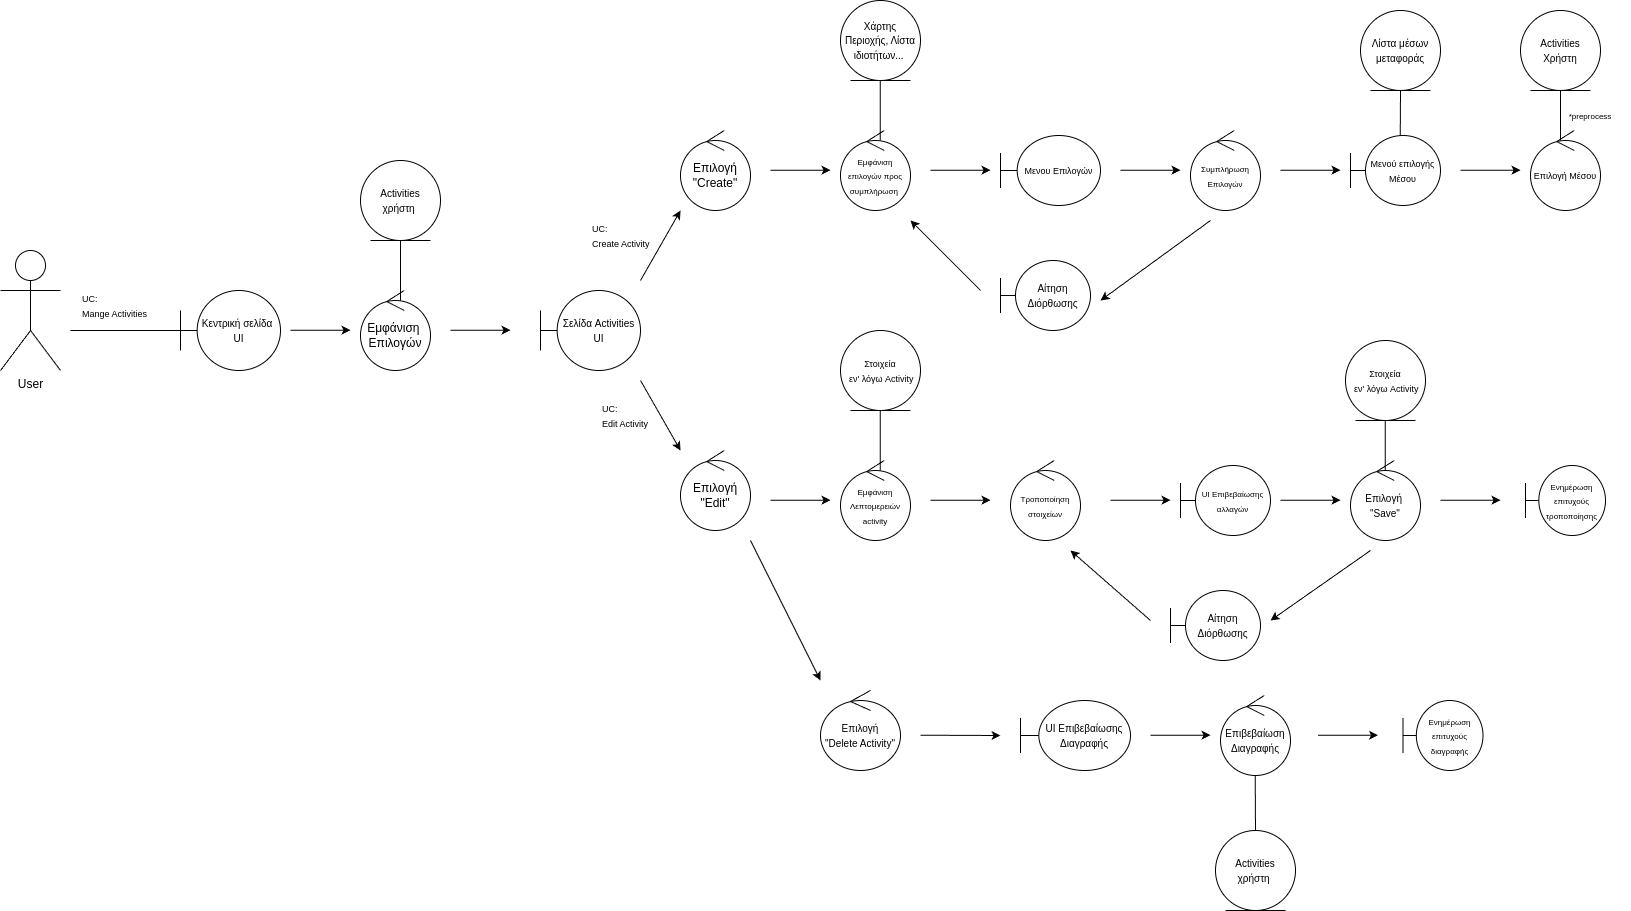 Χάρτης
Περιοχής, Λίστα
ιδιοτήτων...
Λίστα μέσων
μεταφοράς
Activities
Χρήστη
*preprocess
Επιλογή
"Create"
Εμφάνιση
επιλογών προς
συμπλήρωση
Μενου Επιλογών
Συμπλήρωση
Επιλογών
Μενού επιλογής
Μέσου
Επιλογή Μέσου
Activities
χρήστη
UC:
Create Activity
Αίτηση
Διόρθωσης
UC:
Mange Activities
Κεντρική σελίδα
UI
Εμφάνιση
Επιλογών
Σελίδα Activities
UI
User
Στοιχεία
εν' λόγω Activity
Στοιχεία
εν' λόγω Activity
UC:
Edit Activity
Επιλογή
"Edit"
Εμφάνιση
Λεπτομερειών
activity
Τροποποίηση
στοιχείων
UI Επιβεβαίωσης
αλλαγών
Επιλογή
"Save"
Ενημέρωση
επιτυχούς
τροποποίησης
Αίτηση
Διόρθωσης
Επιλογή
"Delete Activity"
UI Επιβεβαίωσης
Διαγραφής
Επιβεβαίωση
Διαγραφής
Ενημέρωση
επιτυχούς
διαγραφής
Activities
χρήστη